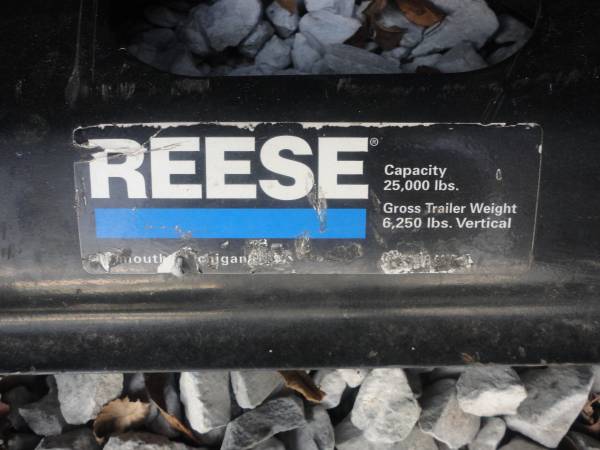 REESE®
Capacity
25,000 lbs.
Gross Trailer Weight
6,250 lbs. Vertical